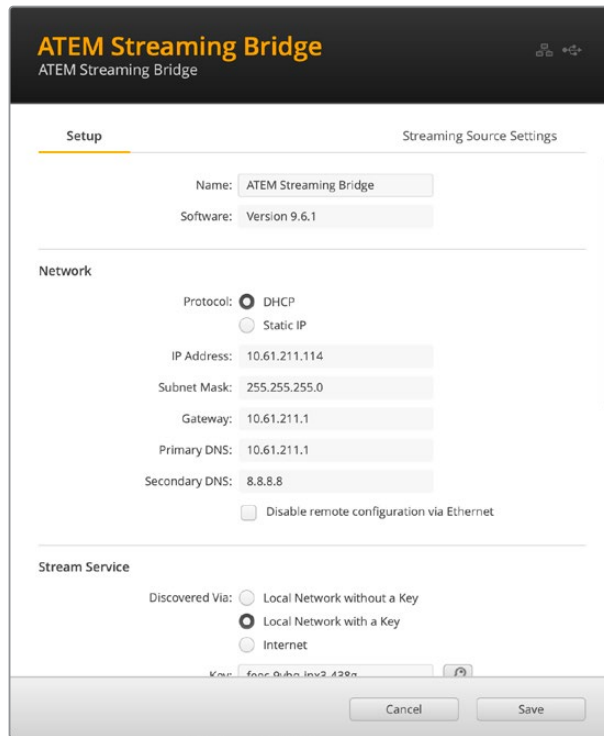 ATEM Streaming Bridge
ATEM Streaming Bridge
Setup Streaming Source Settings
Name: ATEM Streaming Bridge
Software: Version 9.6.1
Network
Protocol: DHCP
Static IP
IP Address: 10.61.211.114
Subnet Mask: 255.255.255.0
Gateway: 10.61.211.1
Primary DNS: 10.61.211.1
Secondary DNS: 8.8.8.8
Disable remote configuration via Ethernet
Stream Service
Discovered Via: Local Network without a Key
Local Network with a Key
Internet
Key:
Cancel Save